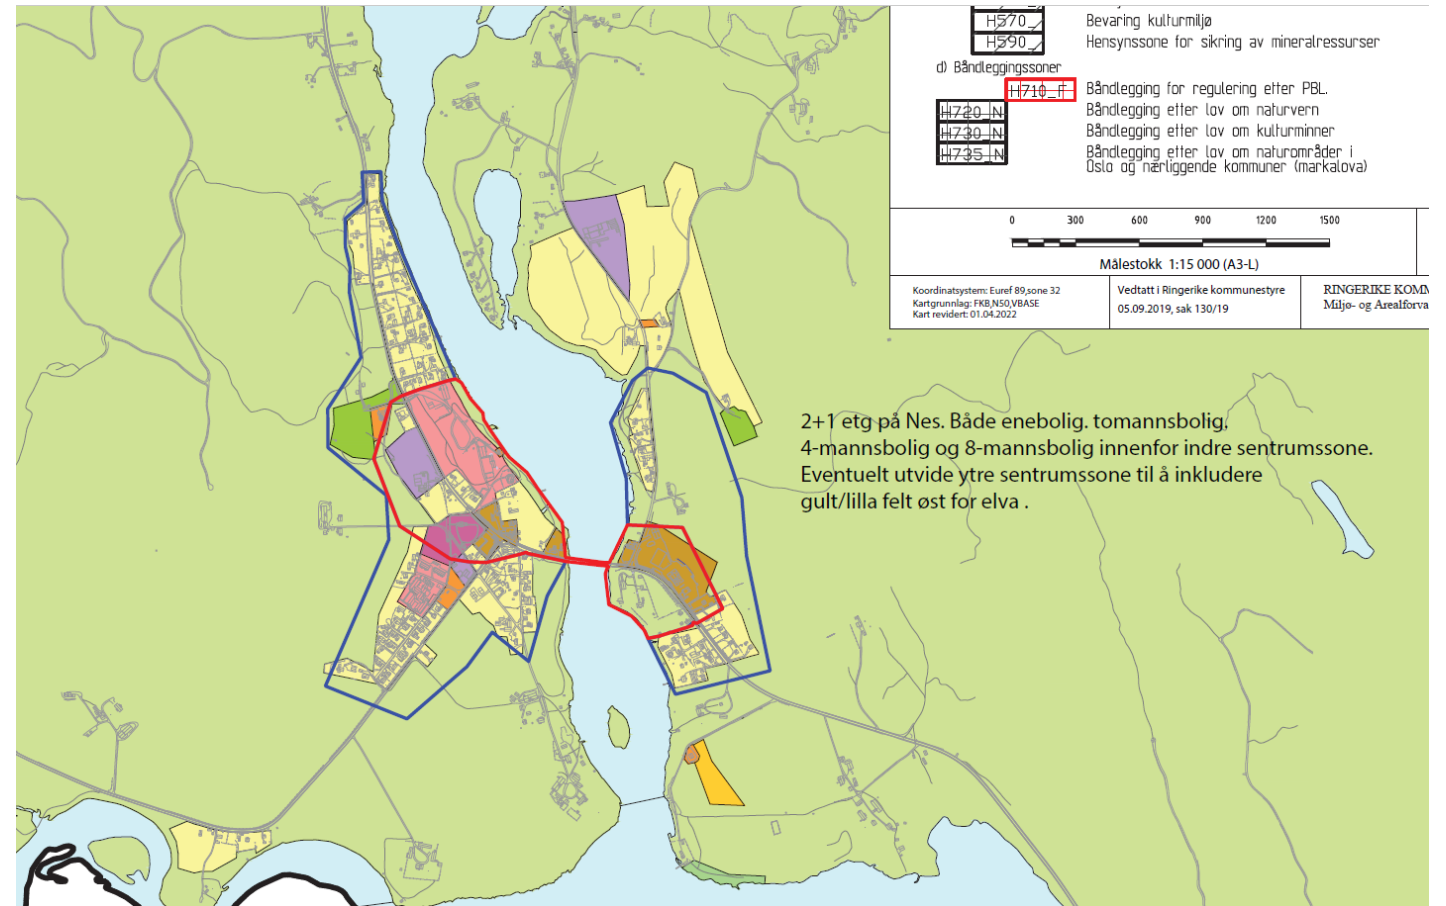 H570
Bevaring kulturmiljø
H590_
Hensynssone for sikring av mineralressurser
d) Båndleggingssoner
H710_F
Båndlegging for regulering etter PBL.
H720_N
Båndlegging etter lov om naturvern
H730_N
Båndlegging etter lov om kulturminner
H735_N
Båndlegging etter lov om naturområder i
Oslo og nærliggende kommuner (markalova)
0 300 600 900 1200 1500
Målestokk 1:15 000 (A3-L)
Koordinatsystem: Euref 89,sone 32
Kartgrunnlag: FKB,N50,VBASE
Kart revidert: 01.04.2022
Vedtatt i Ringerike kommunestyre
05.09.2019, sak 130/19
RINGERIKE KOMM
Miljø- og Arealforva
2+1 etg på Nes. Både enebolig. tomannsbolig,
4-mannsbolig og 8-mannsbolig innenfor indre sentrumssone.
Eventuelt utvide ytre sentrumssone til å inkludere
gult/lilla felt øst for elva .